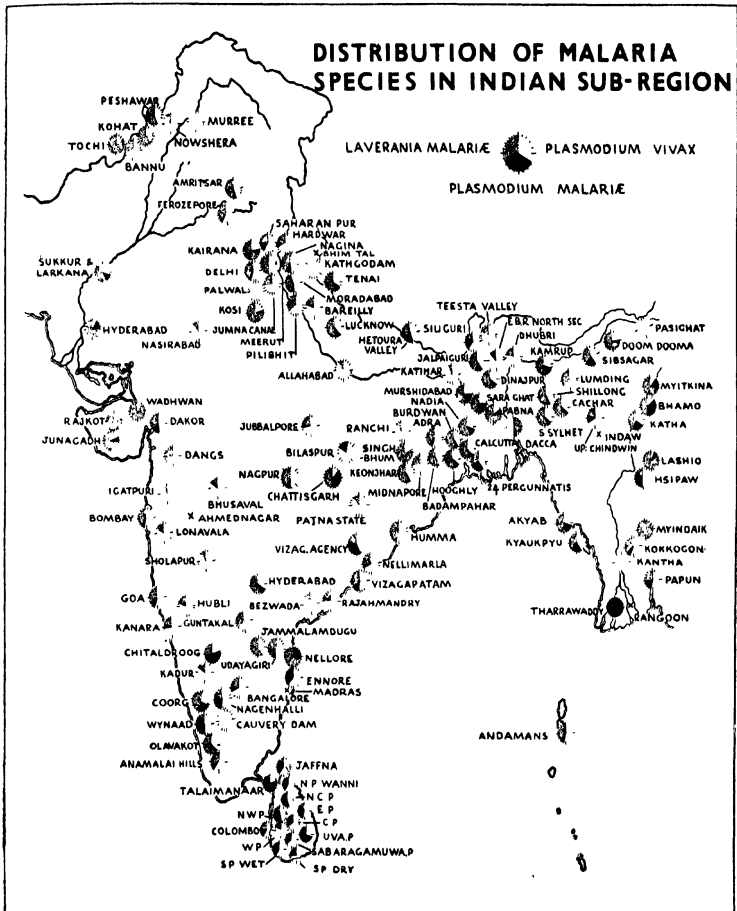 DISTRIBUTION OF MALARIA
SPECIES IN INDIAN SUB-REGION
LAVERANIA MALARIÆ
PLASMODIUM VIVAX
PLASMODIUM MALARIÆ
PESHAWAR
MURREE
KOHAT
NOWSHERA
TOCHI
BANNU
AMRITSAR
FEROZEPORE
SAHARAN PUR
HARDWAR
NAGINA
BHIM TAL
KATHGODAM
KAIRANA
DELHI
TENAI
PALWAL
MORADABAD
BAREILLY
KOSI
JUMNA CANAL
MEERUT
PILIBHIT
LUCKNOW
SUKKUR &
LARKANA
HYDERABAD
NASIRABAD
ALLAHABAD
HETOURA
VALLEY
SILIGURI
TEESTA VALLEY
E.B.R NORTH SEC
DHUBRI
KAMRUP
PASIGHAT
DOOM DOOMA
SIBSAGAR
JALPAIGURI
KATIHAR
DINAJPUR
LUMDING
SHILLONG
CACHAR
MYITKINA
MURSHIDABAD
SARA GHAT
NADIA
PABNA
BHAMO
BURDWAN
ADRA
S SYLHET
INDAW
UP. CHINDWIN
KATHA
WADHWAN
RAJKOT
DAKOR
JUNAGADH
JUBBALPORE
RANCHI
CALCUTTA
DACCA
LASHIO
HSIPAW
DANGS
BILASPUR
SINGH
BHUM
KEONJHAR
NAGPUR
CHATTISGARH
MIDNAPORE
HOOGHLY
24 PERGUNNATIS
BADAMPAHAR
IGATPURI
BHUSAVAL
BOMBAY
AHMEDNAGAR
LONAVALA
PATNA STATE
HUMMA
AKYAB
KYAUKPYU
MYINDAIK
KOKKOGON-
KANTHA
PAPUN
SHOLAPUR
VIZAG. AGENCY
NELLIMARLA
HYDERABAD
VIZAGAPATAM
GOA
HUBLI
BEZWADA
RAJAHMANDRY
THARRAWADDY
RANGOON
KANARA
GUNTAKAL
JAMMALAMDUGU
CHITALDROOG
UDAYAGIRI
NELLORE
KADUR
ENNORE
MADRAS
COORG
BANGALORE
NAGENHALLI
WYNAAD
CAUVERY DAM
ANDAMANS
OLAVAKOT
ANAMALAI HILLS
JAFFNA
TALAIMANAAR
N P WANNI
N C P
E P
NWP
C P
COLOMBO
UVA.P
W P
SABARAGAMUWA.P
SP WET
SP DRY